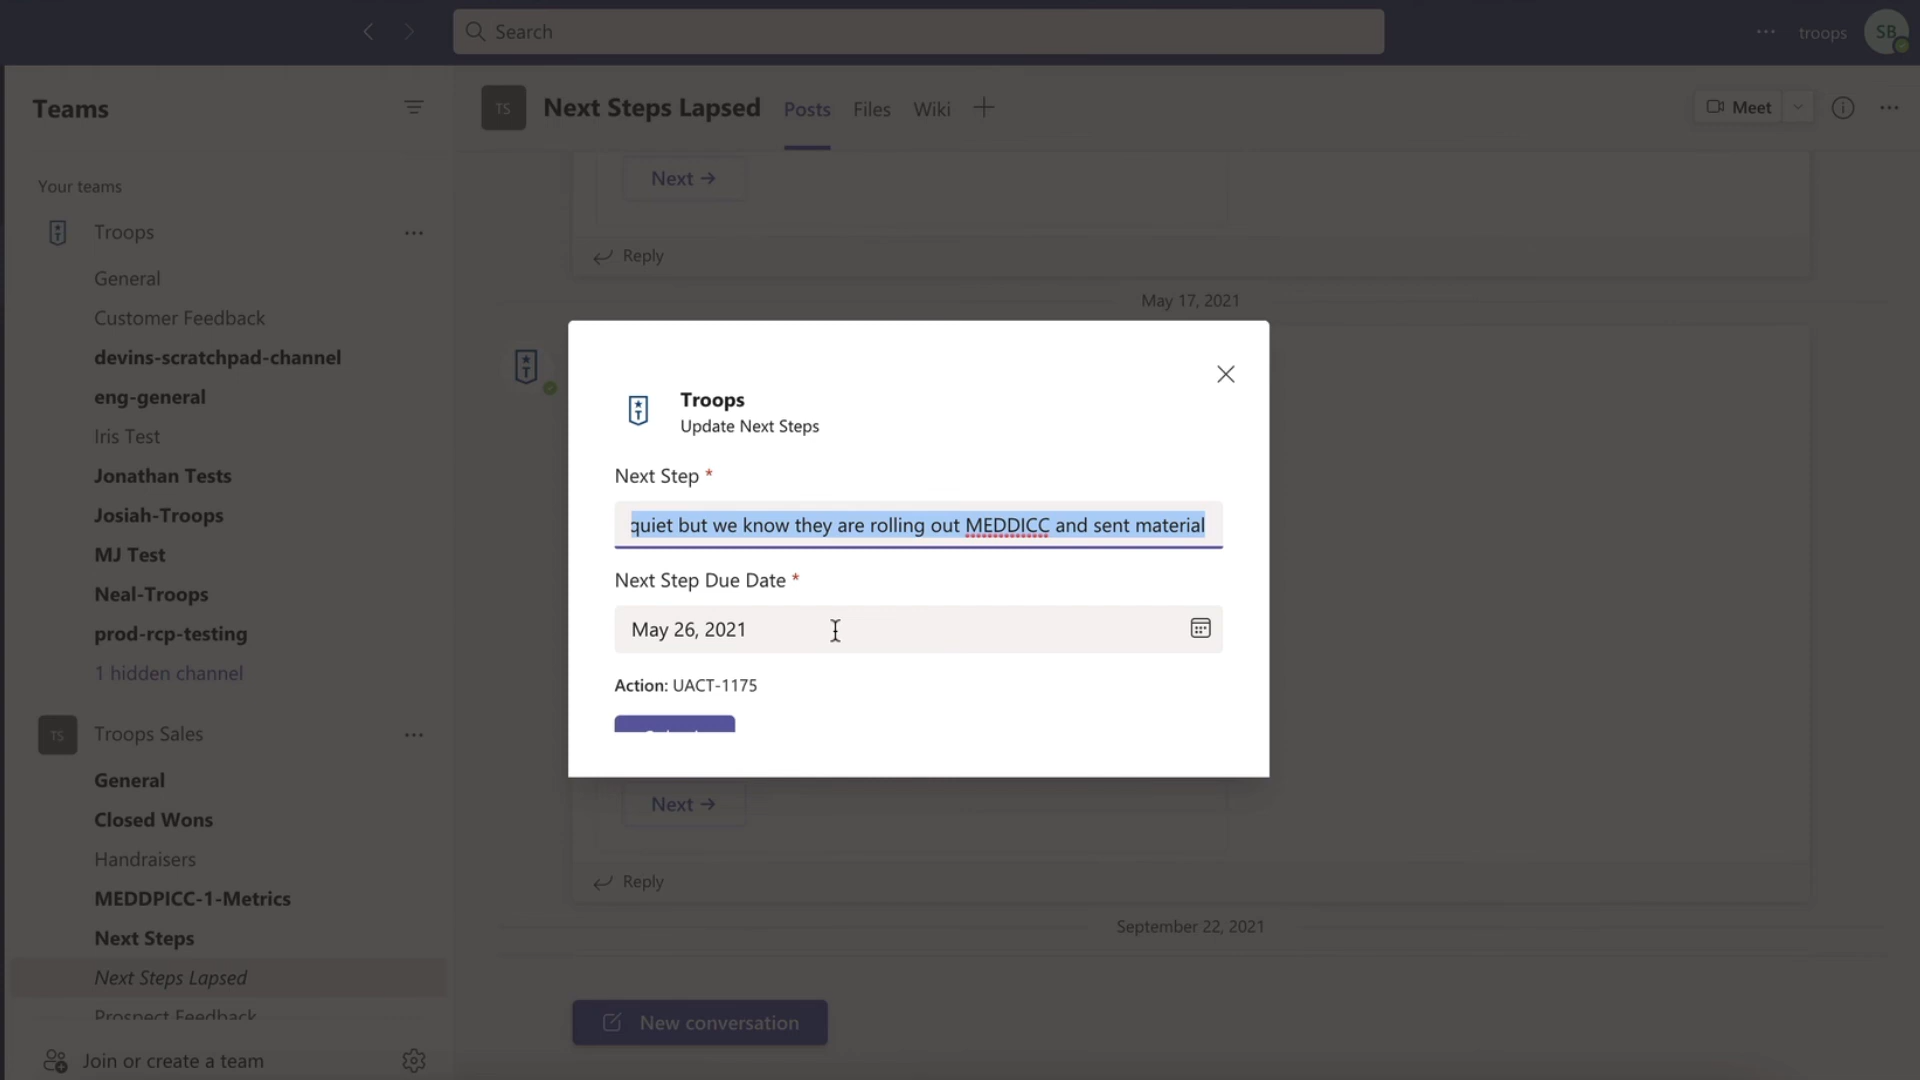 Search
troops
SB
Teams
TS
Next Steps Lapsed
Posts
Files
Wiki
Meet
Your teams
Troops
General
Customer Feedback
devins-scratchpad-channel
eng-general
Iris Test
Jonathan Tests
Josiah-Troops
MJ Test
Neal-Troops
prod-rcp-testing
1 hidden channel
TS
Troops Sales
General
Closed Wons
Handraisers
MEDDPICC-1-Metrics
Next Steps
Next Steps Lapsed
Prospect Feedback
Join or create a team
Next →
Reply
May 17, 2021
T
T
Troops
Update Next Steps
Next Step *
quiet but we know they are rolling out MEDDICC and sent material
Next Step Due Date *
May 26, 2021
Action: UACT-1175
Next →
Reply
September 22, 2021
New conversation